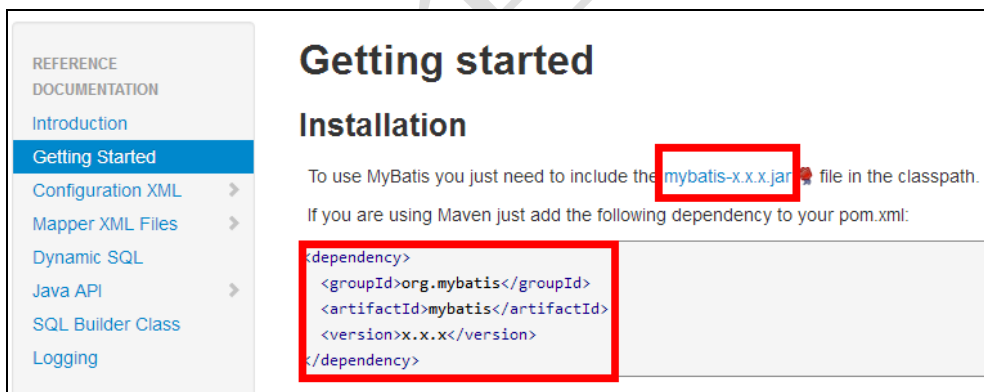 REFERENCE
DOCUMENTATION
Introduction
Getting Started
Configuration XML
Mapper XML Files
Dynamic SQL
Java API
SQL Builder Class
Logging
Getting started
Installation
To use MyBatis you just need to include the mybatis-x.x.x.jar file in the classpath.
If you are using Maven just add the following dependency to your pom.xml:
<dependency>
  <groupId>org.mybatis</groupId>
  <artifactId>mybatis</artifactId>
  <version>x.x.x</version>
</dependency>